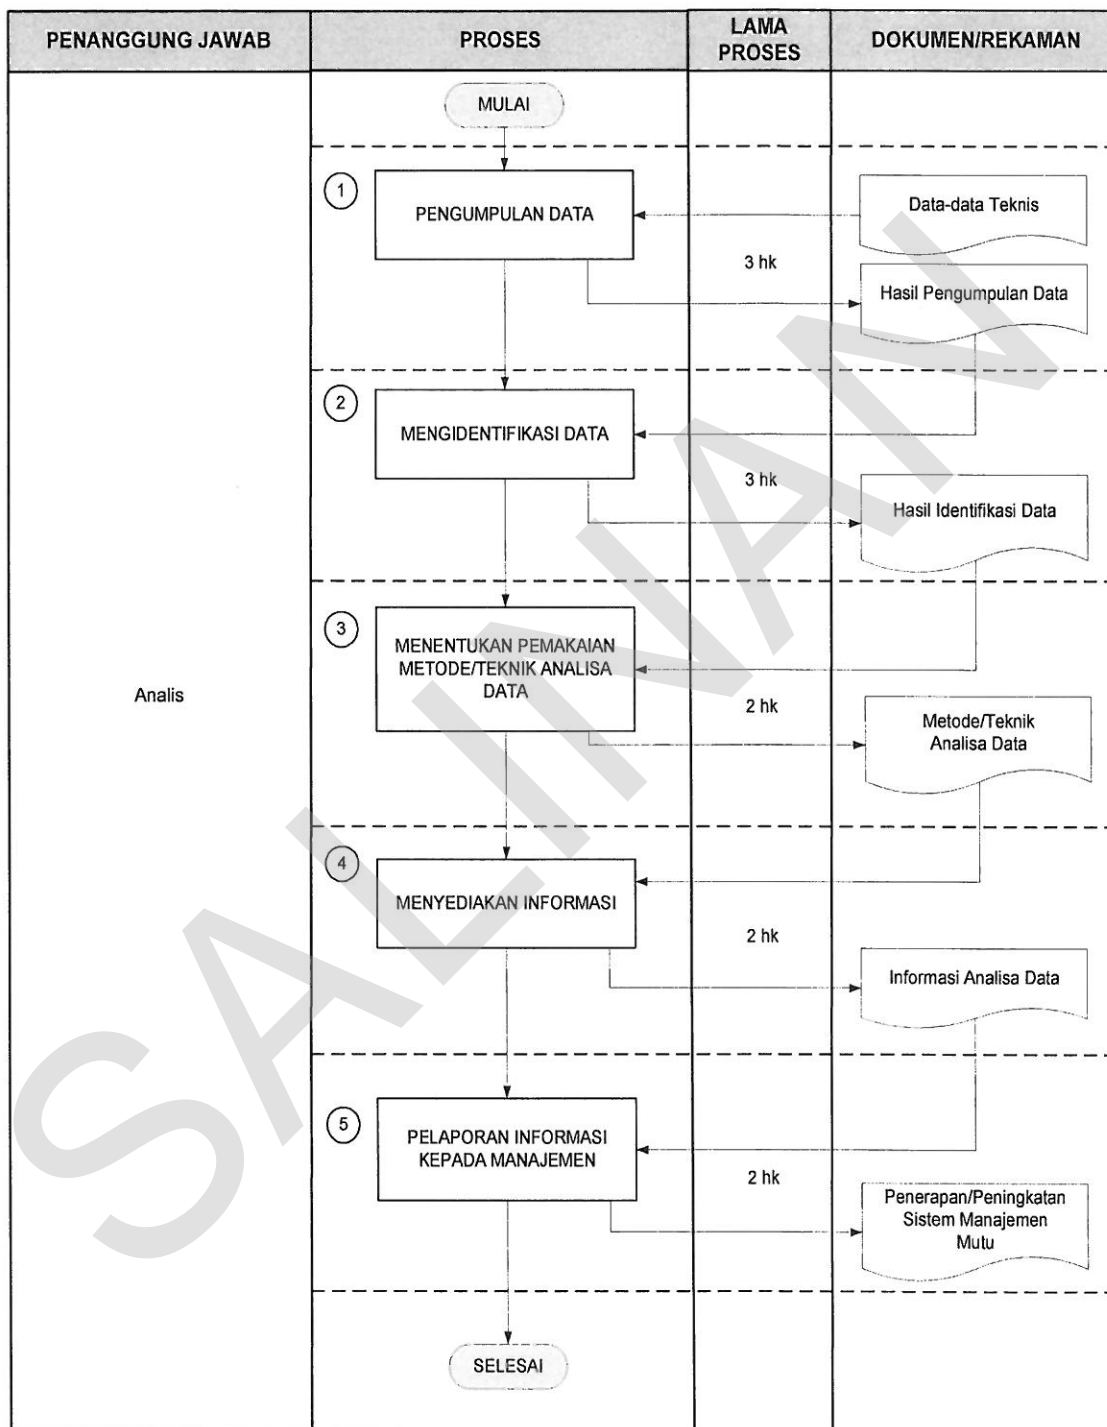 PENANGGUNG JAWAB
PROSES
LAMA
PROSES
DOKUMEN/REKAMAN
MULAI
1
PENGUMPULAN DATA
Data-data Teknis
3 hk
Hasil Pengumpulan Data
2
MENGIDENTIFIKASI DATA
3 hk
Hasil Identifikasi Data
3
MENENTUKAN PEMAKAIAN
METODE/TEKNIK ANALISA
DATA
Analis
2 hk
Metode/Teknik
Analisa Data
4
MENYEDIAKAN INFORMASI
2 hk
Informasi Analisa Data
5
PELAPORAN INFORMASI
KEPADA MANAJEMEN
2 hk
Penerapan/Peningkatan
Sistem Manajemen
Mutu
SELESAI
SALINAN